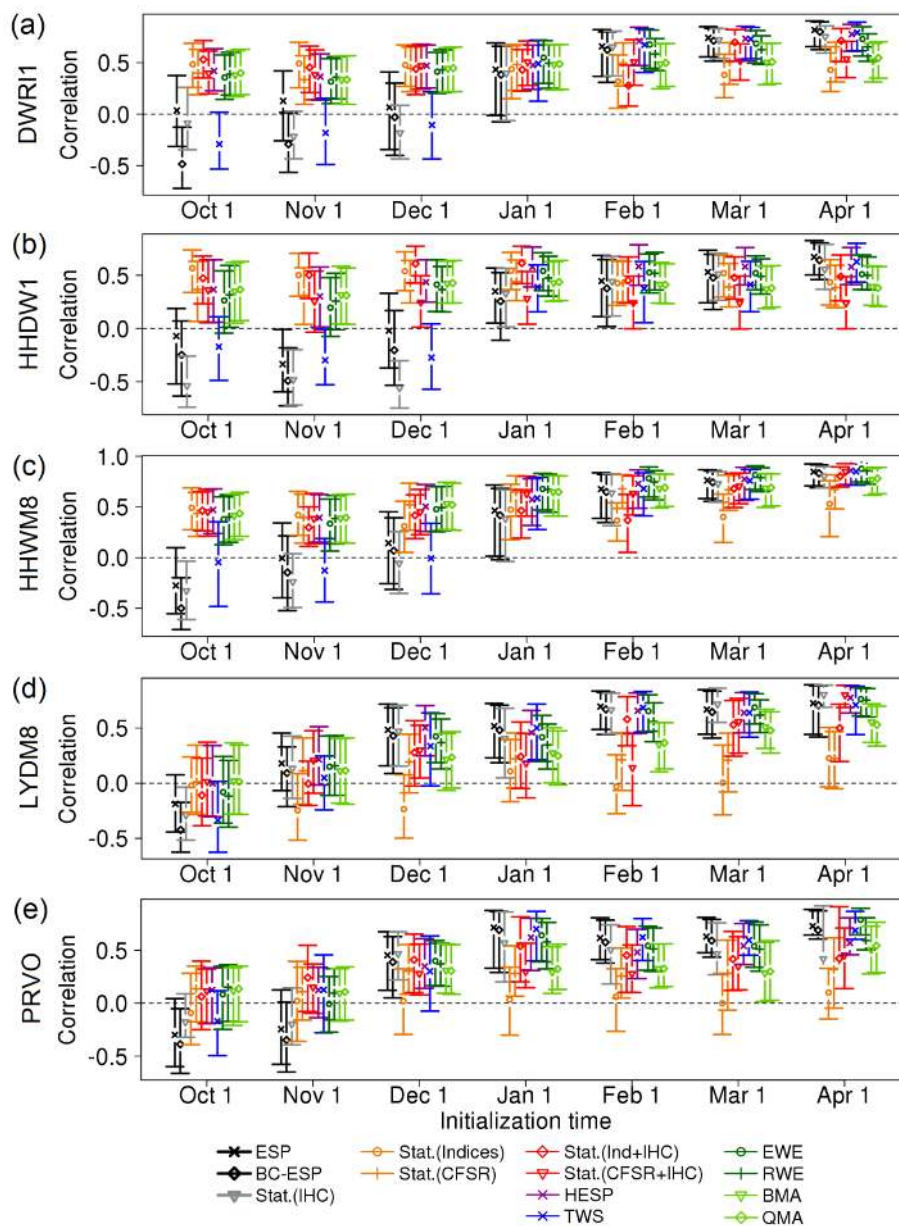 (a)
DWRI1
Correlation
0.5
0.0
-0.5
Oct 1 Nov 1 Dec 1 Jan 1 Feb 1 Mar 1 Apr 1
(b)
HHDW1
Correlation
0.5
0.0
-0.5
Oct 1 Nov 1 Dec 1 Jan 1 Feb 1 Mar 1 Apr 1
(c)
HHWM8
Correlation
1.0
0.5
0.0
-0.5
Oct 1 Nov 1 Dec 1 Jan 1 Feb 1 Mar 1 Apr 1
(d)
LYDM8
Correlation
0.5
0.0
-0.5
Oct 1 Nov 1 Dec 1 Jan 1 Feb 1 Mar 1 Apr 1
(e)
PRVO
Correlation
0.5
0.0
-0.5
Oct 1 Nov 1 Dec 1 Jan 1 Feb 1 Mar 1 Apr 1
Initialization time
ESP Stat.(Indices) Stat.(Ind+IHC) EWE
BC-ESP Stat.(CFSR) Stat.(CFSR+IHC) RWE
Stat.(IHC) HESP BMA
TWS QMA